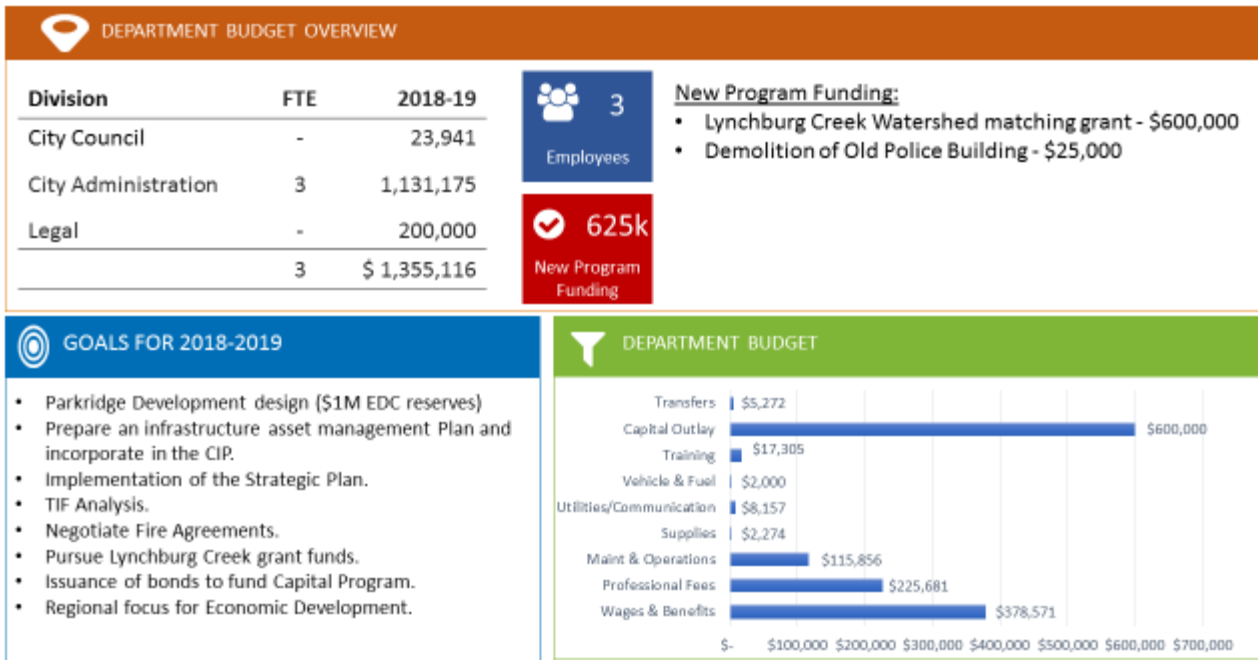 DEPARTMENT BUDGET OVERVIEW
Division FTE 2018-19
City Council - 23,941
City Administration 3 1,131,175
Legal - 200,000
3 $ 1,355,116
3
Employees
625k
New Program
Funding
New Program Funding:
• Lynchburg Creek Watershed matching grant - $600,000
• Demolition of Old Police Building - $25,000
GOALS FOR 2018-2019
• Parkridge Development design ($1M EDC reserves)
• Prepare an infrastructure asset management Plan and
incorporate in the CIP.
• Implementation of the Strategic Plan.
• TIF Analysis.
• Negotiate Fire Agreements.
• Pursue Lynchburg Creek grant funds.
• Issuance of bonds to fund Capital Program.
• Regional focus for Economic Development.
DEPARTMENT BUDGET
Transfers $5,272
Capital Outlay $600,000
Training $17,305
Vehicle & Fuel $2,000
Utilities/Communication $8,157
Supplies $2,274
Maint & Operations $115,856
Professional Fees $225,681
Wages & Benefits $378,571
$- $100,000 $200,000 $300,000 $400,000 $500,000 $600,000 $700,000